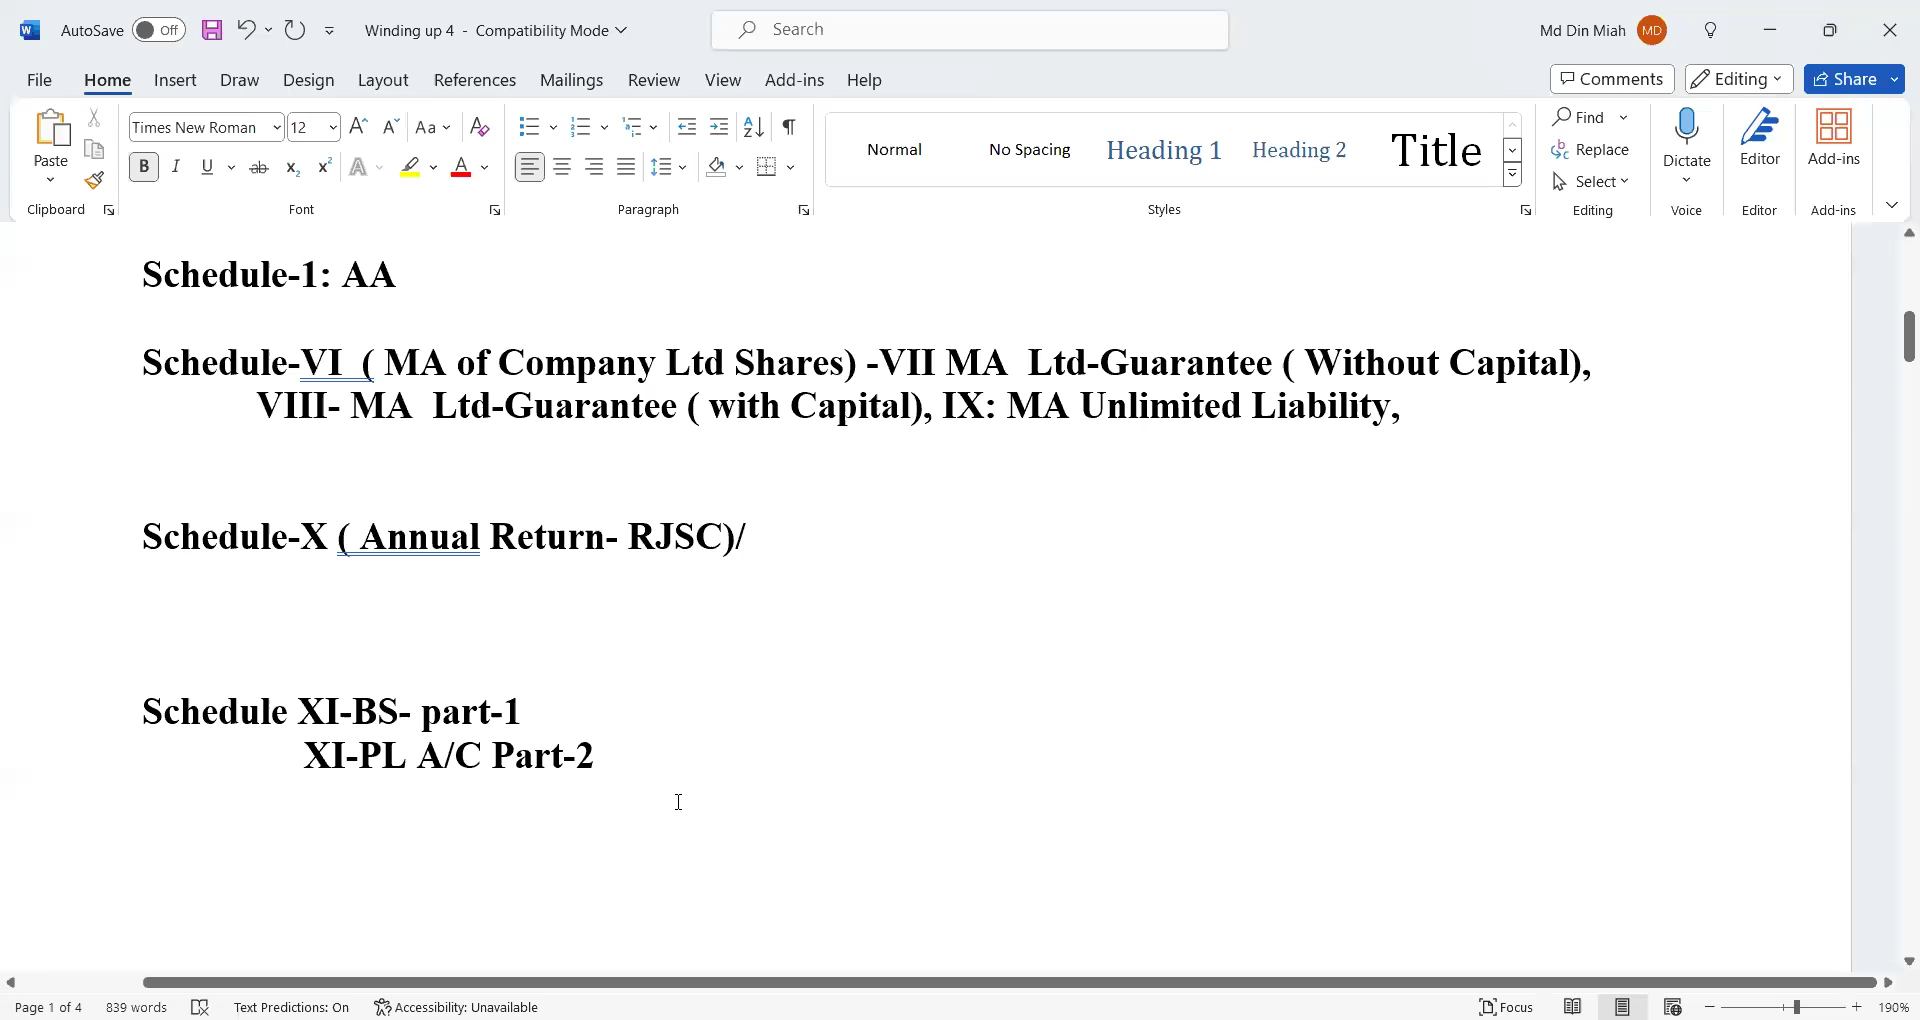 AutoSave Off Winding up 4 - Compatibility Mode Search Md Din Miah MD
File Home Insert Draw Design Layout References Mailings Review View Add-ins Help Comments Editing Share
Paste Times New Roman 12 Aa Normal No Spacing Heading 1 Heading 2 Title Find Replace Select Dictate Editor Add-ins
Clipboard Font Paragraph Styles Editing Voice Editor Add-ins
Schedule-1: AA
Schedule-VI ( MA of Company Ltd Shares) -VII MA Ltd-Guarantee ( Without Capital),
VIII- MA Ltd-Guarantee ( with Capital), IX: MA Unlimited Liability,
Schedule-X ( Annual Return- RJSC)/
Schedule XI-BS- part-1
XI-PL A/C Part-2
Page 1 of 4 839 words Text Predictions: On Accessibility: Unavailable Focus 190%